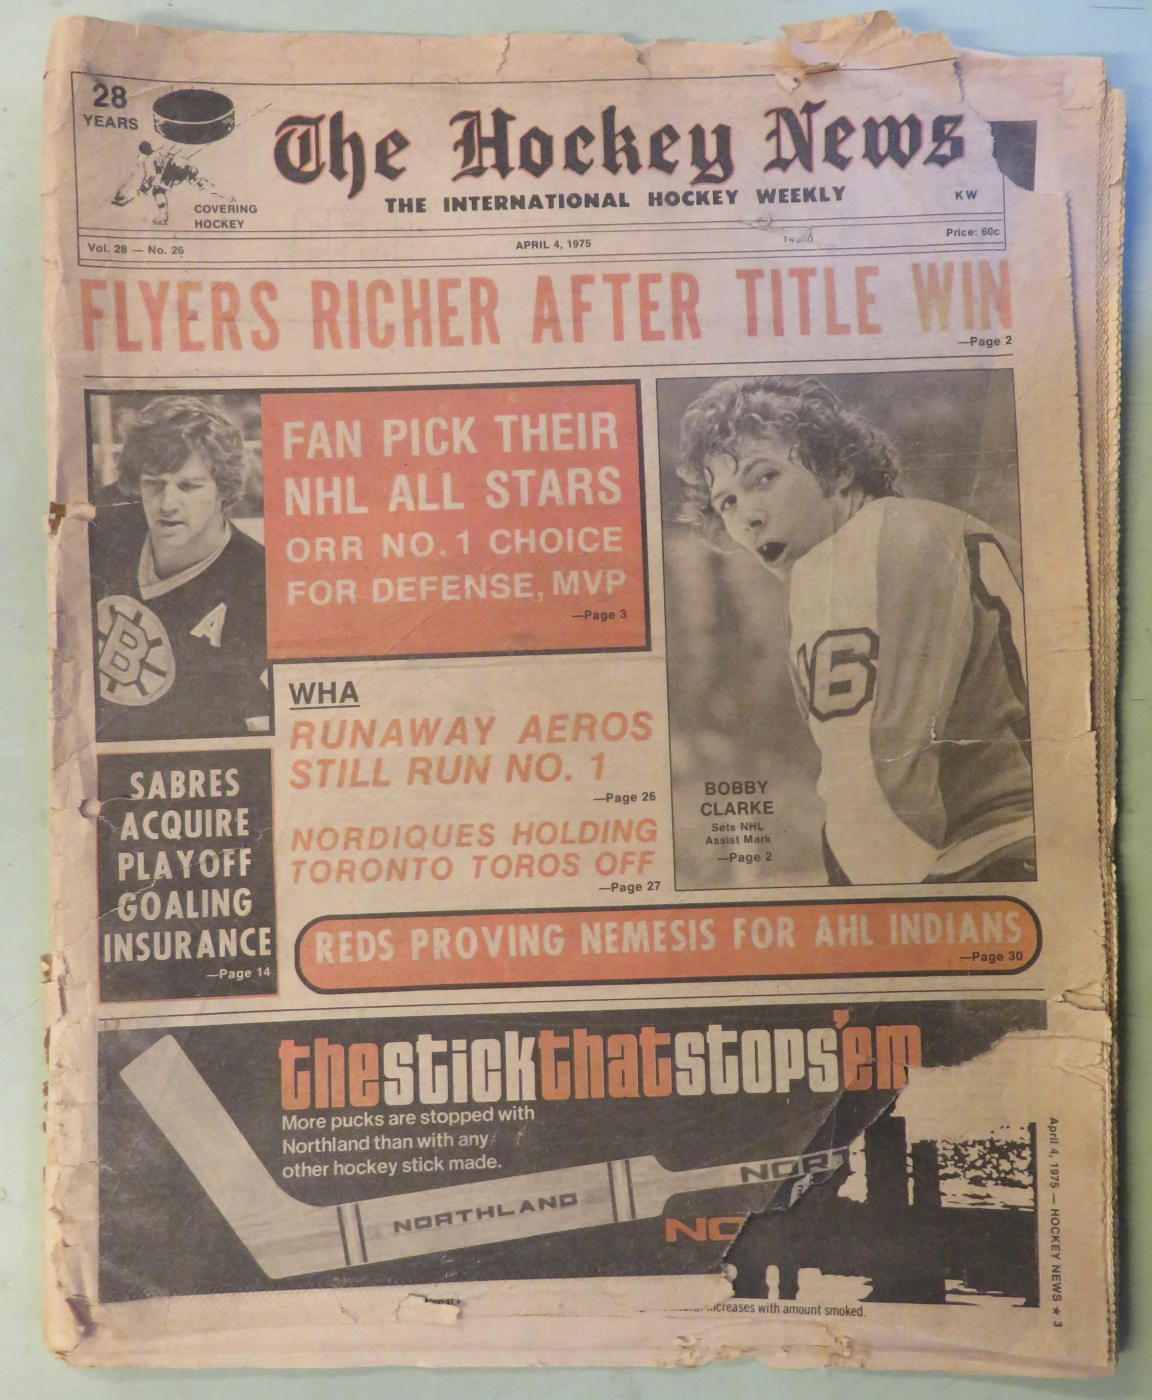 28
YEARS
COVERING
HOCKEY
The Hockey News
THE INTERNATIONAL HOCKEY WEEKLY
KW
Vol. 28 — No. 26
APRIL 4, 1975
Price: 60c
FLYERS RICHER AFTER TITLE WIN
—Page 2
FAN PICK THEIR
NHL ALL STARS
ORR NO. 1 CHOICE
FOR DEFENSE, MVP
—Page 3
B
A
16
WHA
RUNAWAY AEROS
STILL RUN NO. 1
—Page 26
NORDIQUES HOLDING
TORONTO TOROS OFF
—Page 27
BOBBY
CLARKE
Sets NHL
Assist Mark
—Page 2
SABRES
ACQUIRE
PLAYOFF
GOALING
INSURANCE
—Page 14
REDS PROVING NEMESIS FOR AHL INDIANS
—Page 30
thestickthatstops'em
More pucks are stopped with
Northland than with any
other hockey stick made.
NORTHLAND
NORT
NO
increases with amount smoked.
April 4, 1975 — HOCKEY NEWS ★ 3